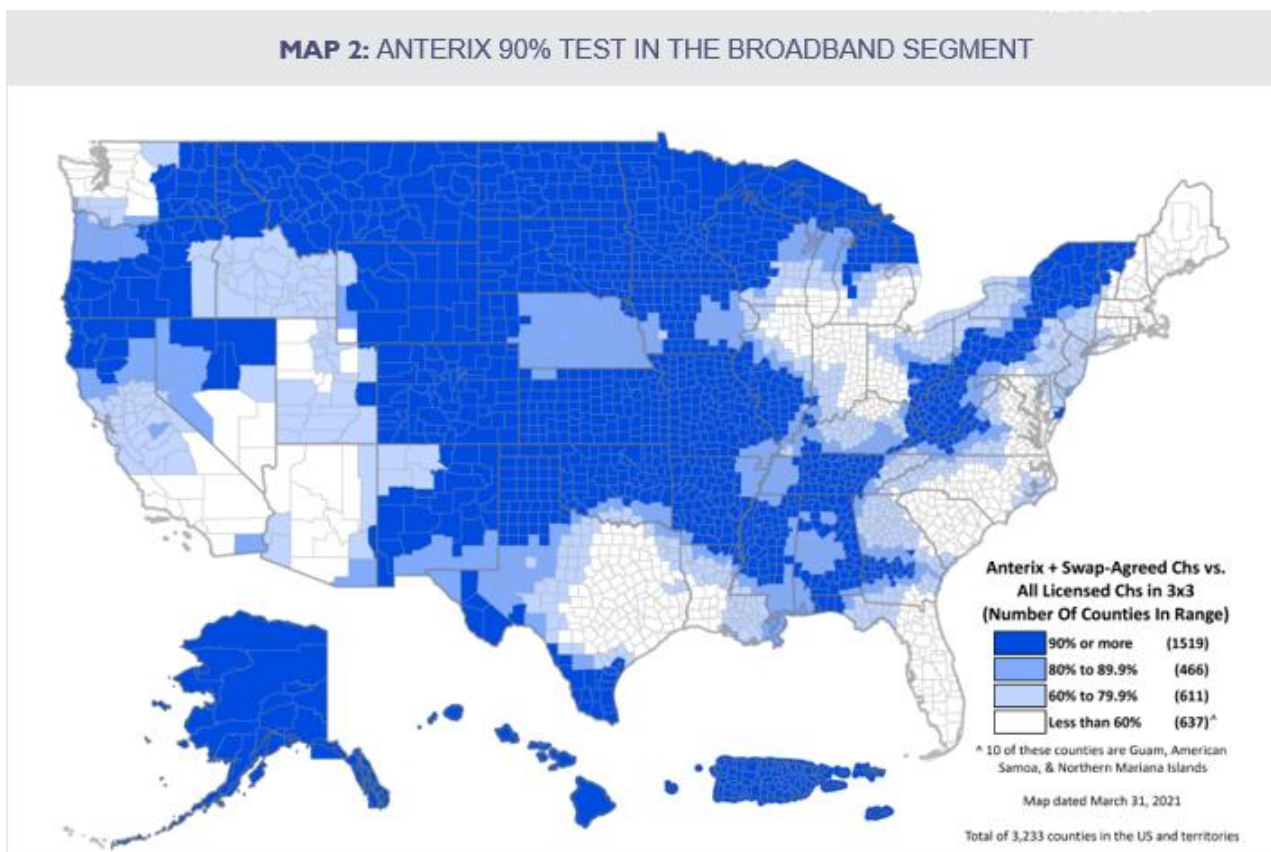 MAP 2: ANTERIX 90% TEST IN THE BROADBAND SEGMENT
Anterix + Swap-Agreed Chs vs.
All Licensed Chs in 3x3
(Number Of Counties In Range)
90% or more (1519)
80% to 89.9% (466)
60% to 79.9% (611)
Less than 60% (637)^
^ 10 of these counties are Guam, American
Samoa, & Northern Mariana Islands
Map dated March 31, 2021
Total of 3,233 counties in the US and territories